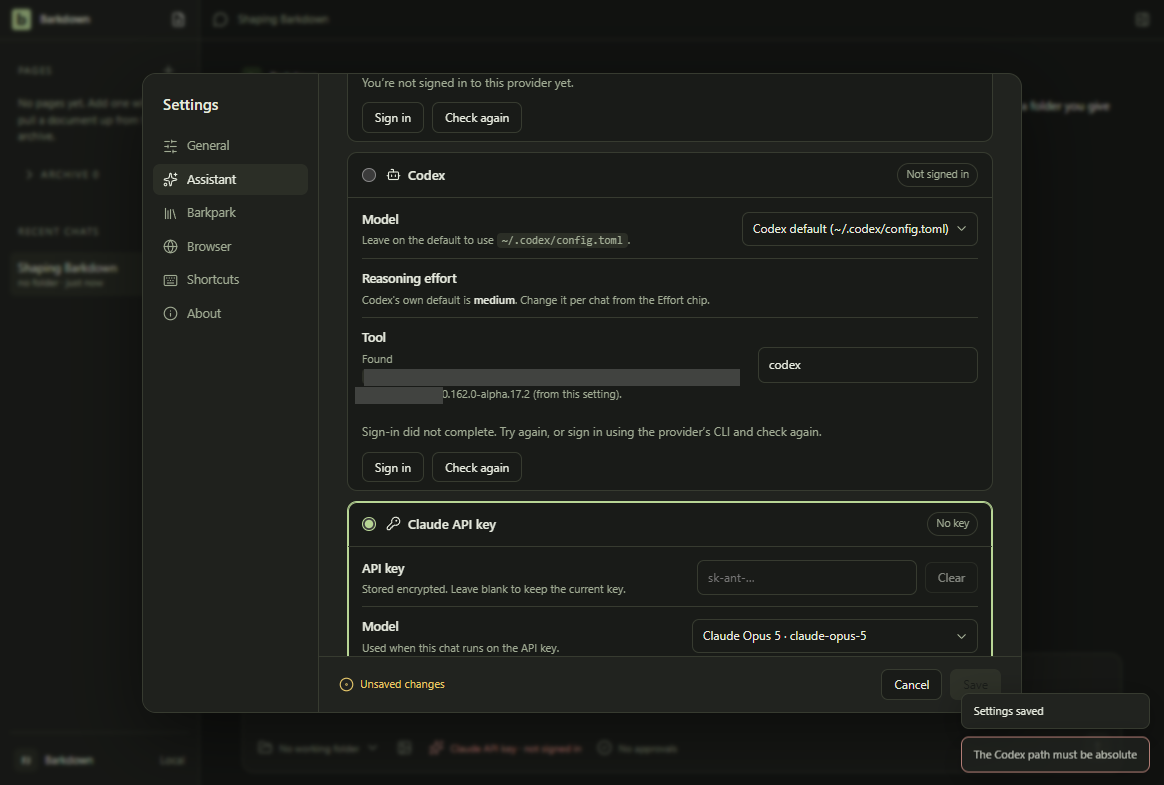 Barkdown
Shaping Barkdown
PAGES
No pages yet. Add one
put a document up from
archive.
ARCHIVE 0
RECENT CHATS
Shaping Barkdown
no folder · just now
a folder you give
Settings
General
Assistant
Barkpark
Browser
Shortcuts
About
You're not signed in to this provider yet.
Sign in
Check again
Codex
Not signed in
Model
Leave on the default to use ~/.codex/config.toml.
Codex default (~/.codex/config.toml)
Reasoning effort
Codex's own default is medium. Change it per chat from the Effort chip.
Tool
Found
codex
0.162.0-alpha.17.2 (from this setting).
Sign-in did not complete. Try again, or sign in using the provider's CLI and check again.
Sign in
Check again
Claude API key
No key
API key
Stored encrypted. Leave blank to keep the current key.
sk-ant-...
Clear
Model
Used when this chat runs on the API key.
Claude Opus 5 · claude-opus-5
Unsaved changes
Cancel
Save
Settings saved
The Codex path must be absolute
No working folder
Claude API key · not signed in
No approvals
Barkdown
Local